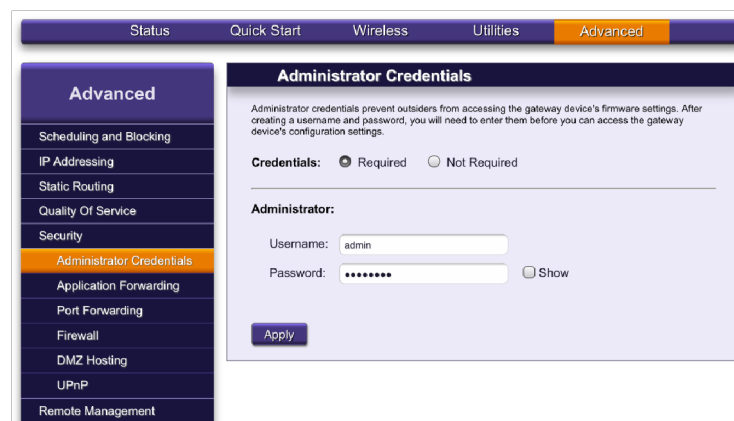 Status Quick Start Wireless Utilities Advanced
Advanced
Scheduling and Blocking
IP Addressing
Static Routing
Quality Of Service
Security
Administrator Credentials
Application Forwarding
Port Forwarding
Firewall
DMZ Hosting
UPnP
Remote Management
Administrator Credentials
Administrator credentials prevent outsiders from accessing the gateway device's firmware settings. After
creating a username and password, you will need to enter them before you can access the gateway
device's configuration settings.
Credentials: Required Not Required
Administrator:
Username: admin
Password: ●●●●●●●● Show
Apply